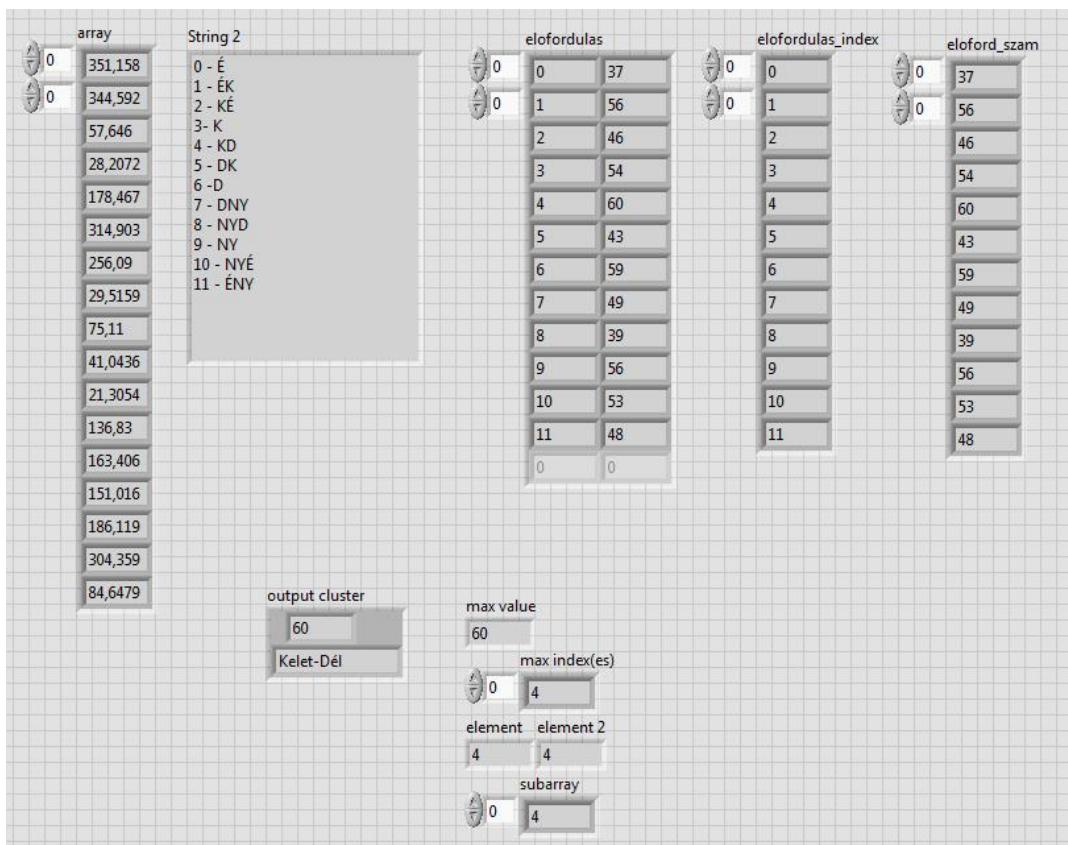 array
0
0
351,158
344,592
57,646
28,2072
178,467
314,903
256,09
29,5159
75,11
41,0436
21,3054
136,83
163,406
151,016
186,119
304,359
84,6479
String 2
0 - É
1 - ÉK
2 - KÉ
3- K
4 - KD
5 - DK
6 -D
7 - DNY
8 - NYD
9 - NY
10 - NYÉ
11 - ÉNY
elofordulas
0
0
0 37
1 56
2 46
3 54
4 60
5 43
6 59
7 49
8 39
9 56
10 53
11 48
0 0
elofordulas_index
0
0
0
1
2
3
4
5
6
7
8
9
10
11
eloford_szam
0
0
37
56
46
54
60
43
59
49
39
56
53
48
output cluster
60
Kelet-Dél
max value
60
max index(es)
0 4
element element 2
4 4
subarray
0 4